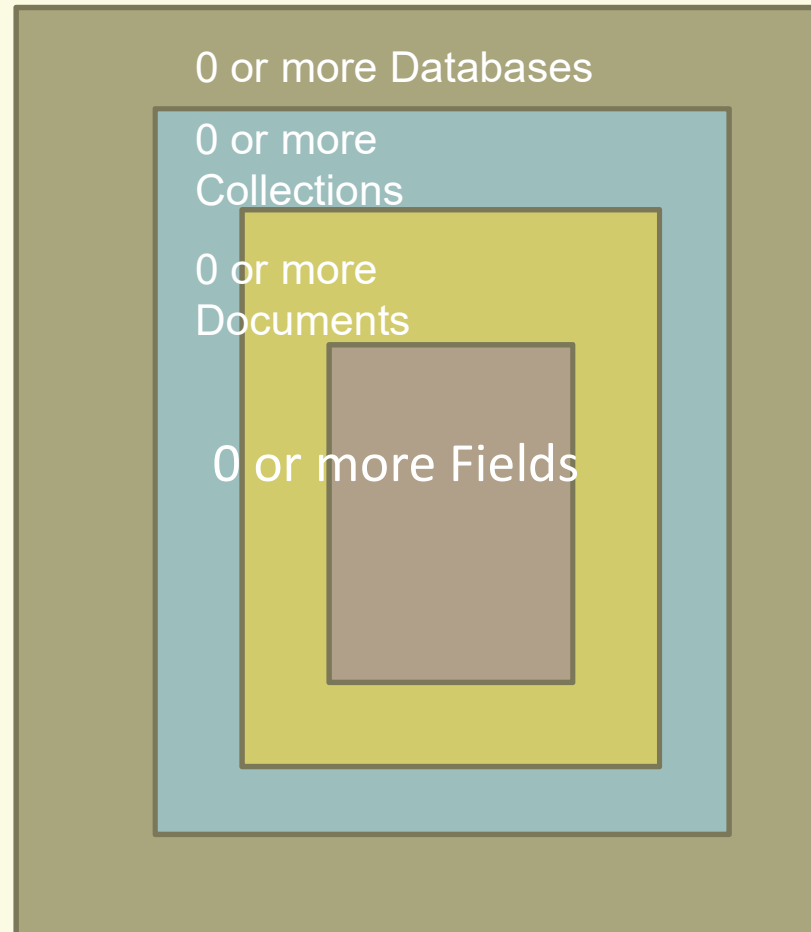 0 or more Databases
0 or more
Collections
0 or more
Documents
0 or more Fields